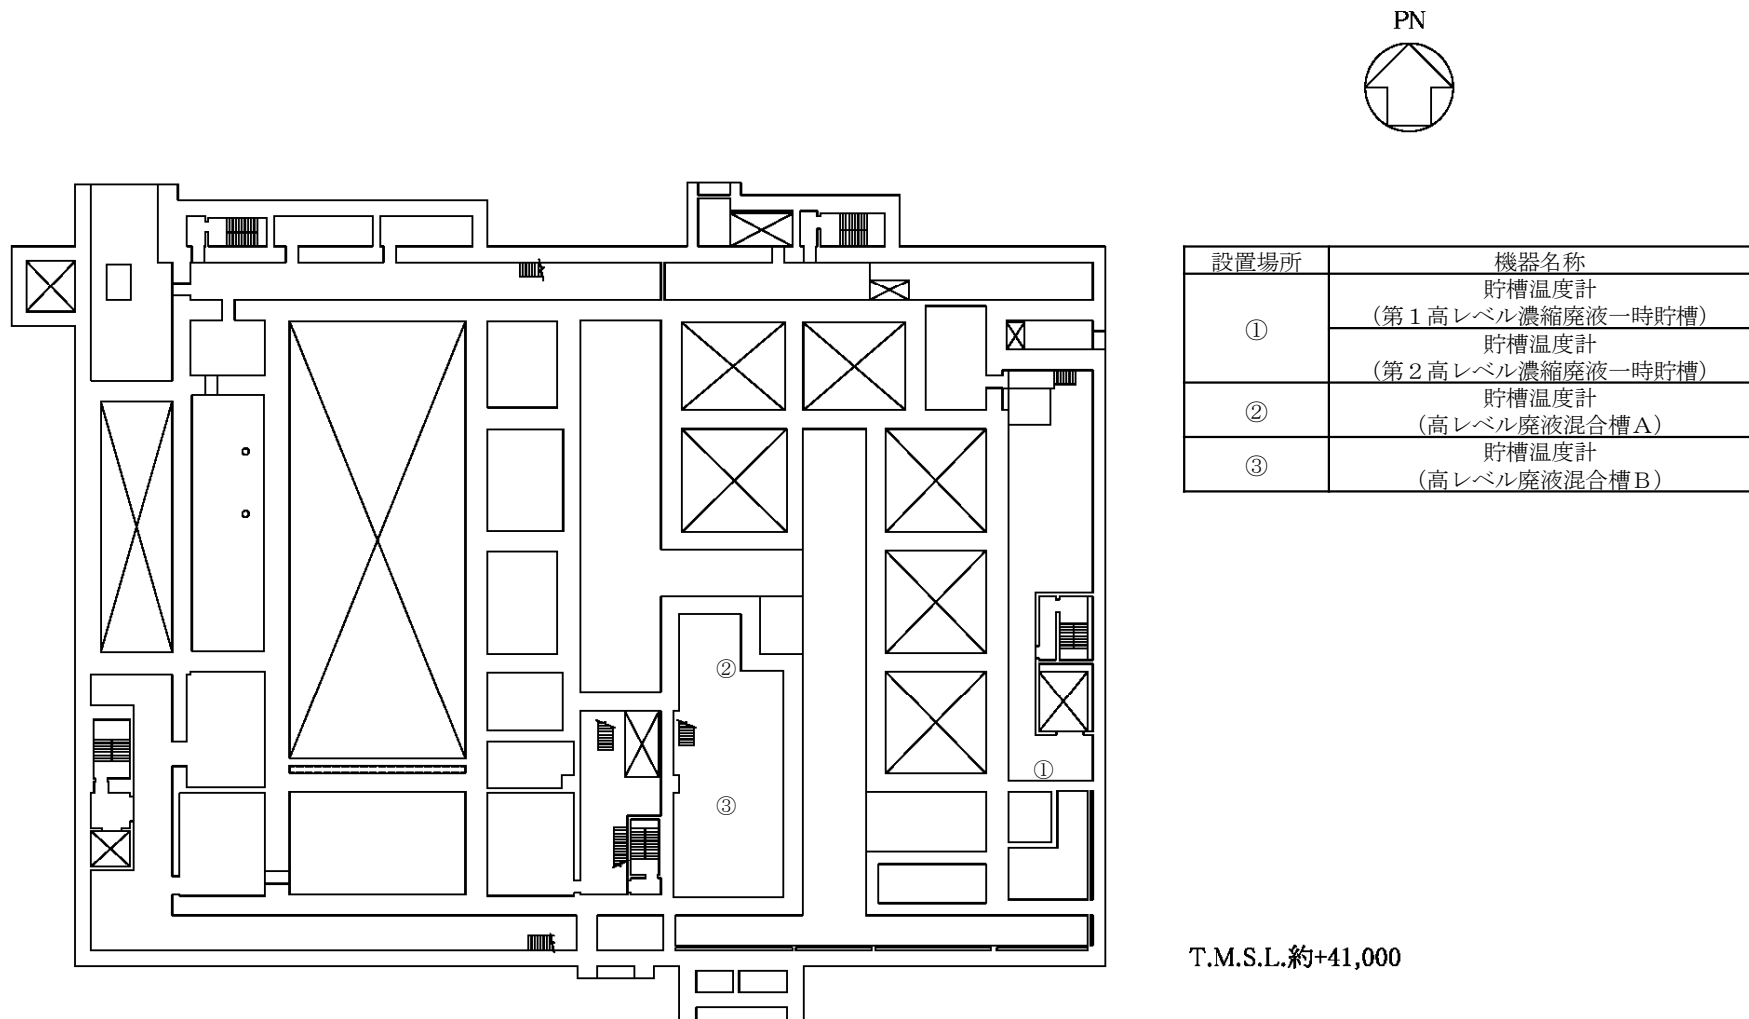 PN
設置場所 機器名称
① 貯槽温度計
(第1高レベル濃縮廃液一時貯槽)
貯槽温度計
(第2高レベル濃縮廃液一時貯槽)
② 貯槽温度計
(高レベル廃液混合槽A)
③ 貯槽温度計
(高レベル廃液混合槽B)
②
①
③
T.M.S.L.約+41,000